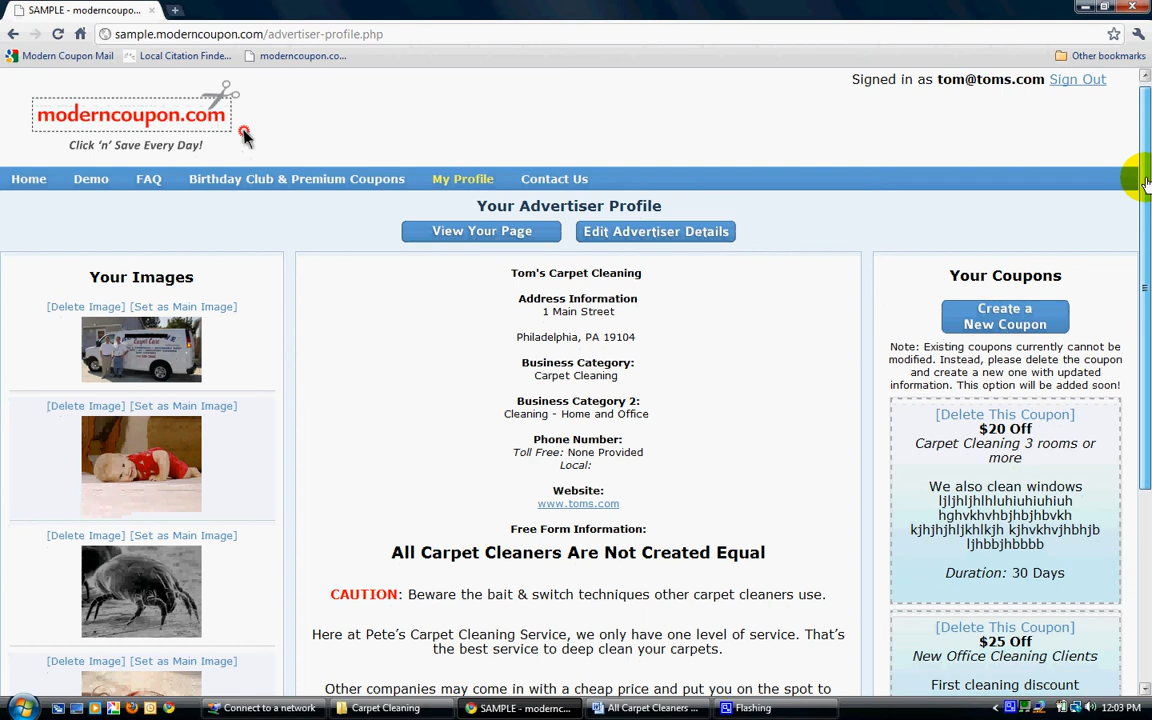 SAMPLE - moderncoupo...
sample.moderncoupon.com/advertiser-profile.php
Modern Coupon Mail
Local Citation Finde...
moderncoupon.co...
Other bookmarks
Signed in as tom@toms.com Sign Out
moderncoupon.com
Click 'n' Save Every Day!
Home
Demo
FAQ
Birthday Club & Premium Coupons
My Profile
Contact Us
Your Advertiser Profile
View Your Page
Edit Advertiser Details
Your Images
[Delete Image] [Set as Main Image]
[Delete Image] [Set as Main Image]
[Delete Image] [Set as Main Image]
[Delete Image] [Set as Main Image]
Tom's Carpet Cleaning
Address Information
1 Main Street
Philadelphia, PA 19104
Business Category:
Carpet Cleaning
Business Category 2:
Cleaning - Home and Office
Phone Number:
Toll Free: None Provided
Local:
Website:
www.toms.com
Free Form Information:
All Carpet Cleaners Are Not Created Equal
CAUTION: Beware the bait & switch techniques other carpet cleaners use.
Here at Pete's Carpet Cleaning Service, we only have one level of service. That's
the best service to deep clean your carpets.
Other companies may come in with a cheap price and put you on the spot to
Your Coupons
Create a
New Coupon
Note: Existing coupons currently cannot be
modified. Instead, please delete the coupon
and create a new one with updated
information. This option will be added soon!
[Delete This Coupon]
$20 Off
Carpet Cleaning 3 rooms or
more
We also clean windows
ljljhljhlhluhiuhiuhiuh
hghvkhvhbjhbjhbvkh
kjhjhjhljkhlkjh kjhvkhvjhbhjb
ljhbbjhbbbb
Duration: 30 Days
[Delete This Coupon]
$25 Off
New Office Cleaning Clients
First cleaning discount
Connect to a network
Carpet Cleaning
SAMPLE - modernc...
All Carpet Cleaners ...
Flashing
12:03 PM